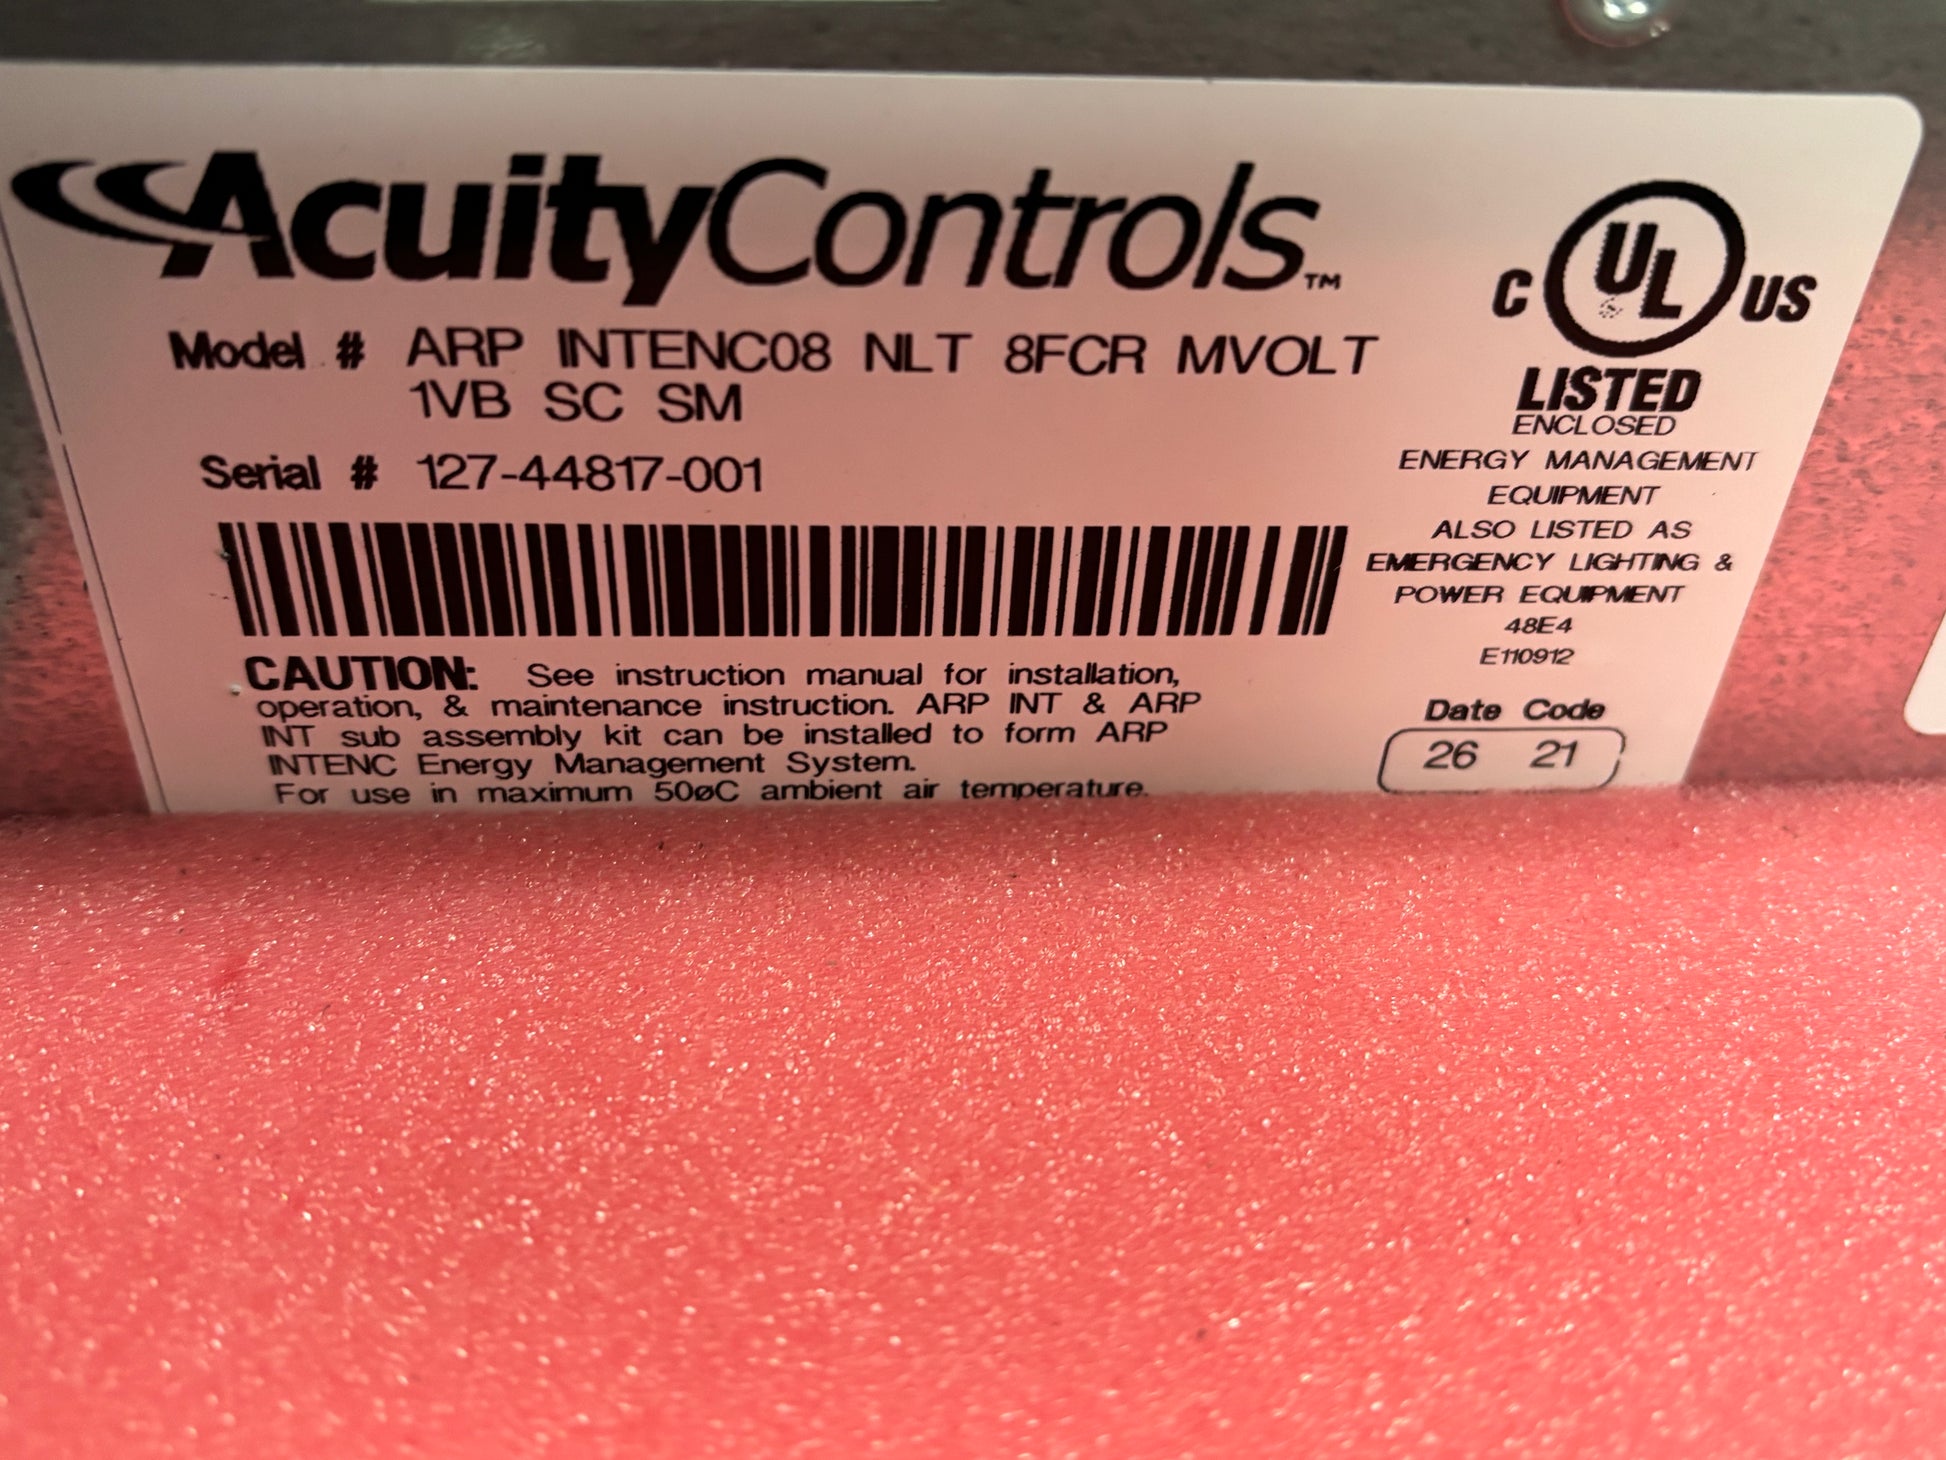 AcuityControls™
Model # ARP INTENC08 NLT 8FCR MVOLT
1VB SC SM
Serial # 127-44817-001
CAUTION: See instruction manual for installation,
operation, & maintenance instruction. ARP INT & ARP
INT sub assembly kit can be installed to form ARP
INTENC Energy Management System.
For use in maximum 50øC ambient air temperature.
C UL US
LISTED
ENCLOSED
ENERGY MANAGEMENT
EQUIPMENT
ALSO LISTED AS
EMERGENCY LIGHTING &
POWER EQUIPMENT
48E4
E110912
Date Code
26 21